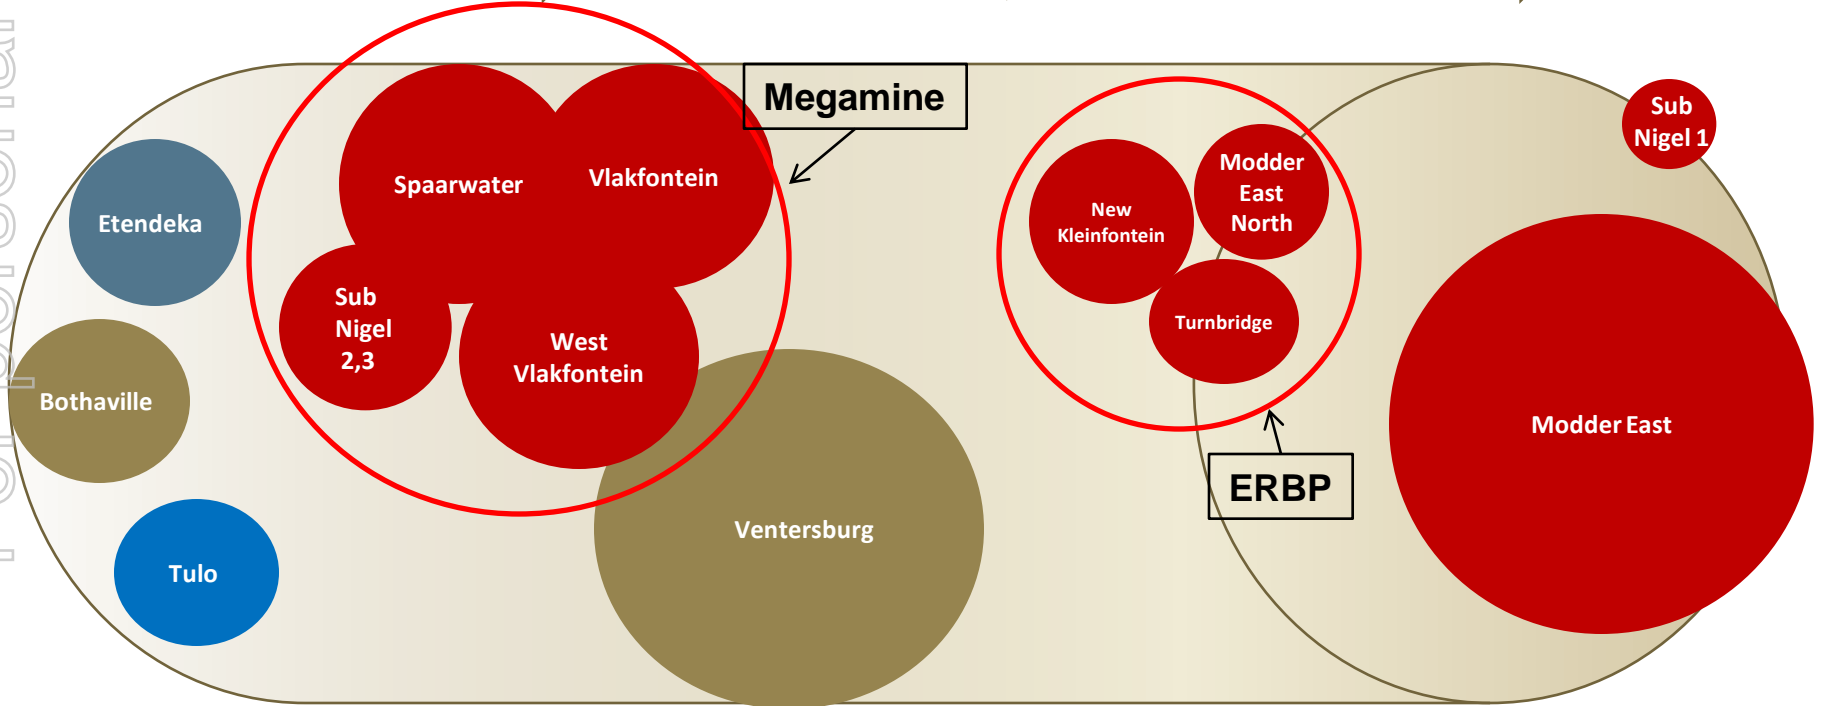 Megamine
Sub
Nigel 1
Spaarwater
Vlakfontein
Modder
East
North
Etendeka
New
Kleinfontein
Sub
Nigel
2,3
West
Vlakfontein
Turnbridge
Bothaville
Modder East
ERBP
Ventersburg
Tulo